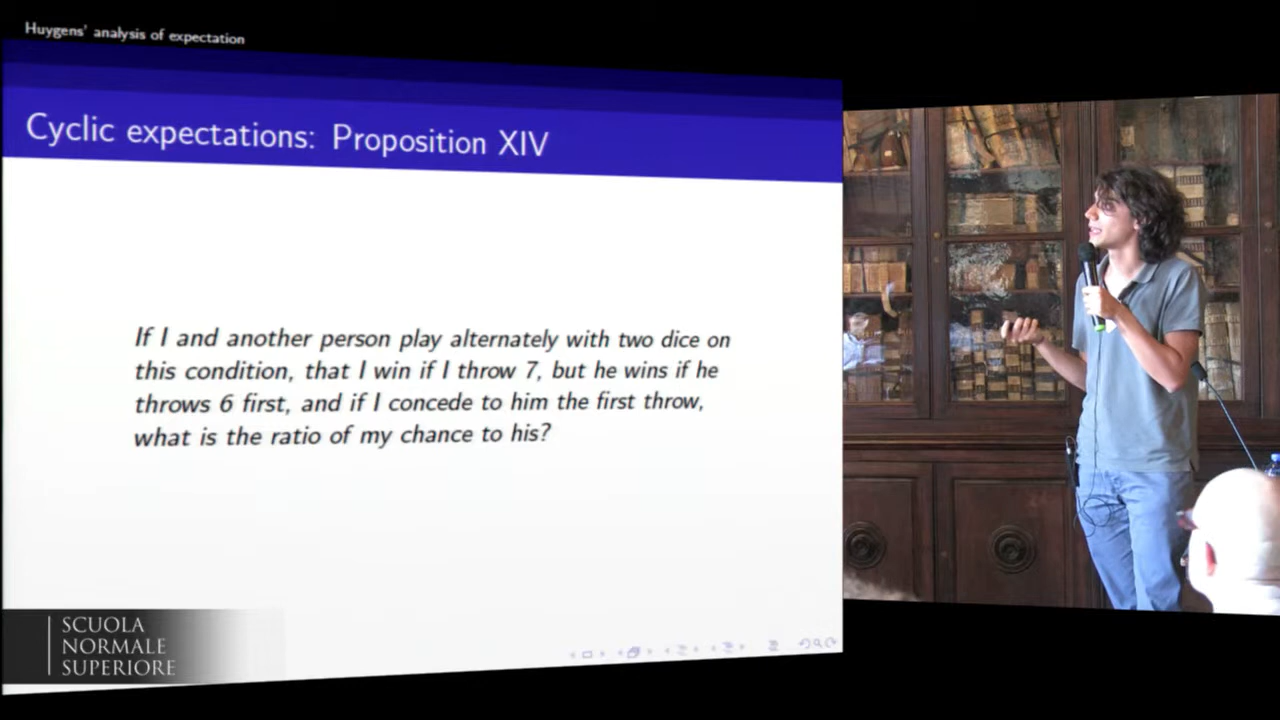 Huygens' analysis of expectation
Cyclic expectations: Proposition XIV
If I and another person play alternately with two dice on
this condition, that I win if I throw 7, but he wins if he
throws 6 first, and if I concede to him the first throw,
what is the ratio of my chance to his?
SCUOLA
NORMALE
SUPERIORE